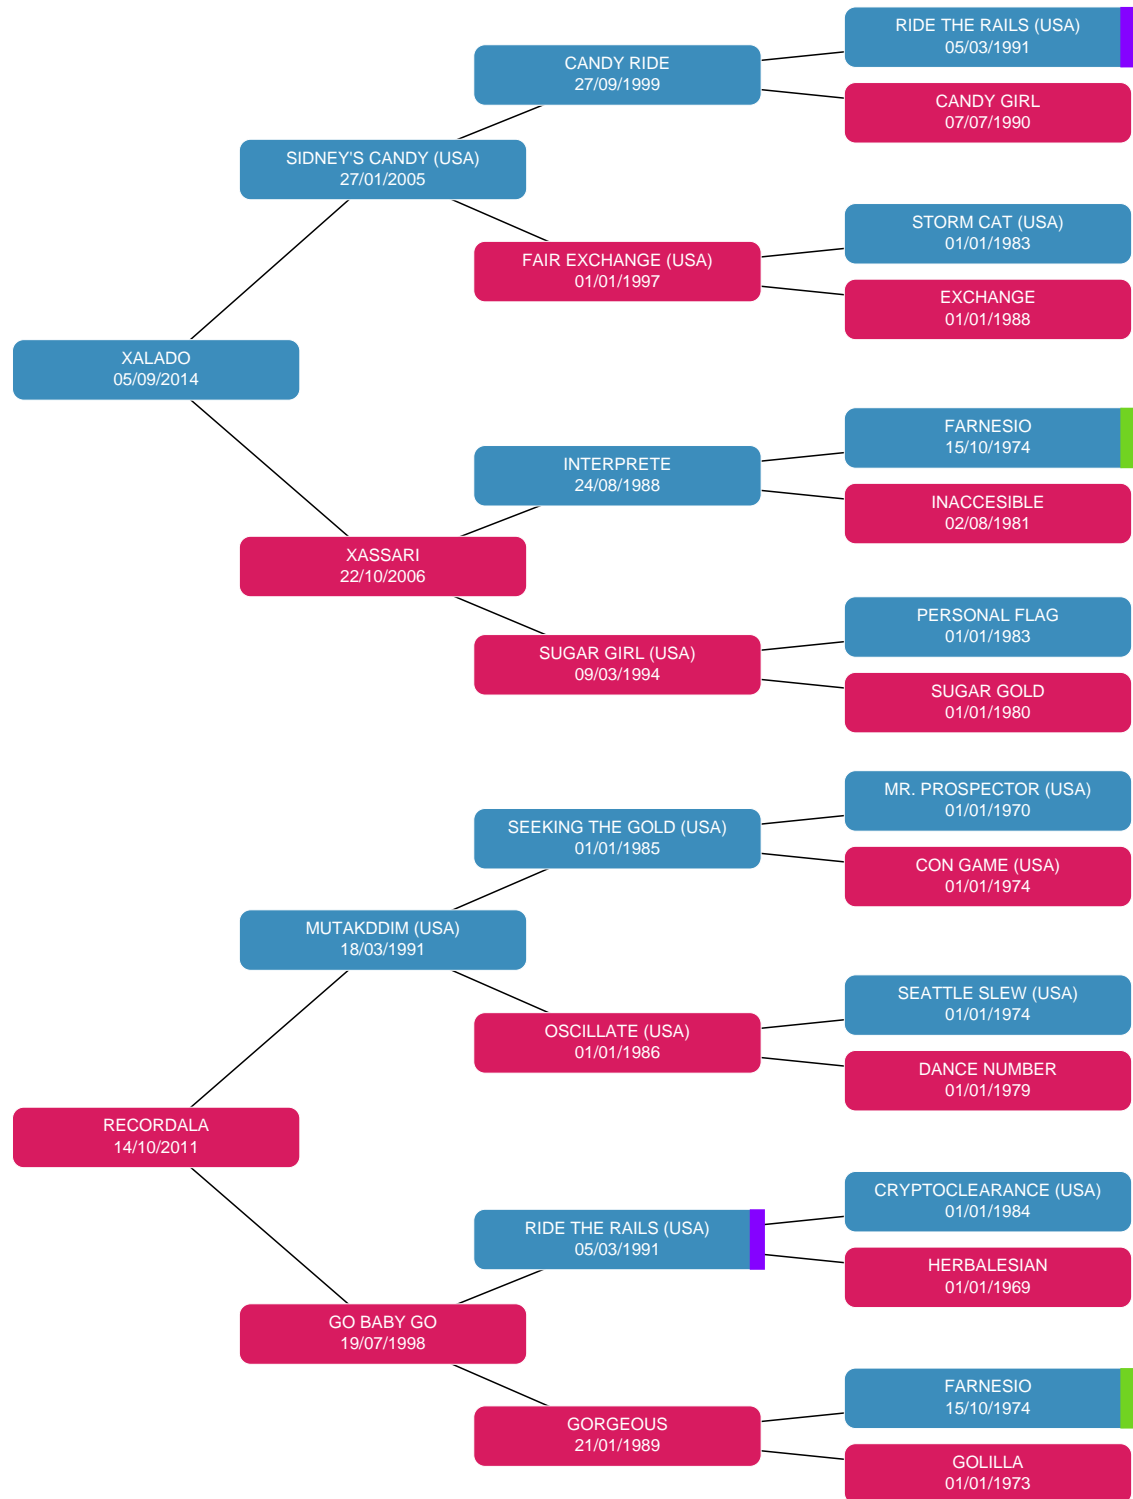 RIDE THE RAILS (USA)
05/03/1991
CANDY RIDE
27/09/1999
CANDY GIRL
07/07/1990
SIDNEY'S CANDY (USA)
27/01/2005
STORM CAT (USA)
01/01/1983
FAIR EXCHANGE (USA)
01/01/1997
EXCHANGE
01/01/1988
XALADO
05/09/2014
FARNESIO
15/10/1974
INTERPRETE
24/08/1988
INACCESIBLE
02/08/1981
XASSARI
22/10/2006
PERSONAL FLAG
01/01/1983
SUGAR GIRL (USA)
09/03/1994
SUGAR GOLD
01/01/1980
MR. PROSPECTOR (USA)
01/01/1970
SEEKING THE GOLD (USA)
01/01/1985
CON GAME (USA)
01/01/1974
MUTAKDDIM (USA)
18/03/1991
SEATTLE SLEW (USA)
01/01/1974
OSCILLATE (USA)
01/01/1986
DANCE NUMBER
01/01/1979
RECORDALA
14/10/2011
CRYPTOCLEARANCE (USA)
01/01/1984
RIDE THE RAILS (USA)
05/03/1991
HERBALESIAN
01/01/1969
GO BABY GO
19/07/1998
FARNESIO
15/10/1974
GORGEOUS
21/01/1989
GOLILLA
01/01/1973